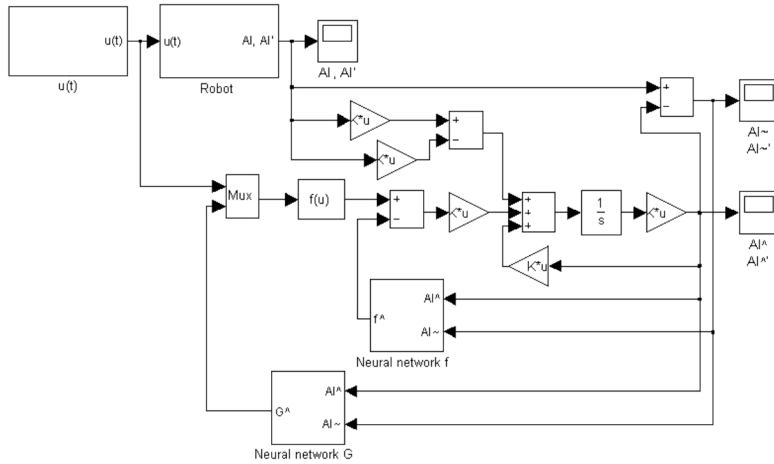 u(t)
u(t)
u(t)
Al, Al'
Robot
Al , Al'
+
−
Al~
Al~'
K*u
K*u
+
−
Mux
f(u)
+
−
K*u
+
+
+
1
s
K*u
Al^
Al^'
K*u
f^
Al^
Al~
Neural network f
G^
Al^
Al~
Neural network G